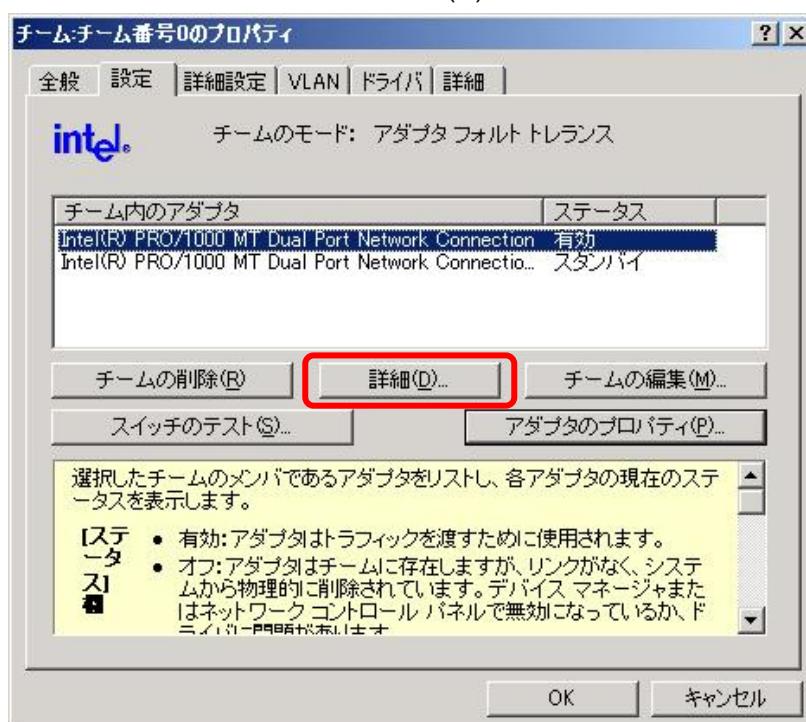 チーム:チーム番号0のプロパティ
全般 設定 詳細設定 VLAN ドライバ 詳細
intel® チームのモード: アダプタ フォルト トレランス
チーム内のアダプタ ステータス
Intel(R) PRO/1000 MT Dual Port Network Connection 有効
Intel(R) PRO/1000 MT Dual Port Network Connectio... スタンバイ
チームの削除(R) 詳細(D)... チームの編集(M)...
スイッチのテスト(S)... アダプタのプロパティ(P)...
選択したチームのメンバであるアダプタをリストし、各アダプタの現在のステ
ータスを表示します。
[ステ
ータ
ス]
• 有効: アダプタはトラフィックを渡すために使用されます。
• オフ: アダプタはチームに存在しますが、リンクがなく、システ
ムから物理的に削除されています。デバイス マネージャまた
はネットワーク コントロール パネルで無効になっているか、ド
ライバに問題があります
OK キャンセル